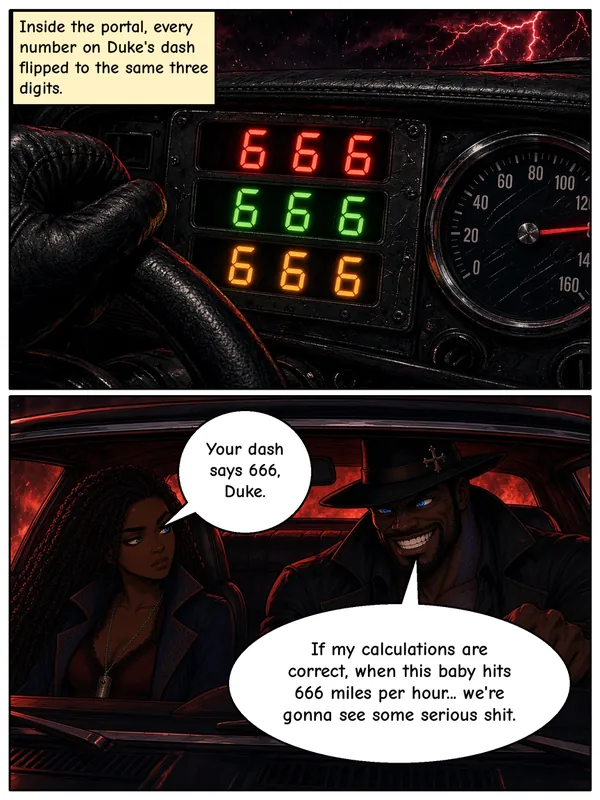 Inside the portal, every
number on Duke's dash
flipped to the same three
digits.
666
666
666
0
20
40
60
80
100
160
Your dash
says 666,
Duke.
If my calculations are
correct, when this baby hits
666 miles per hour... we're
gonna see some serious shit.